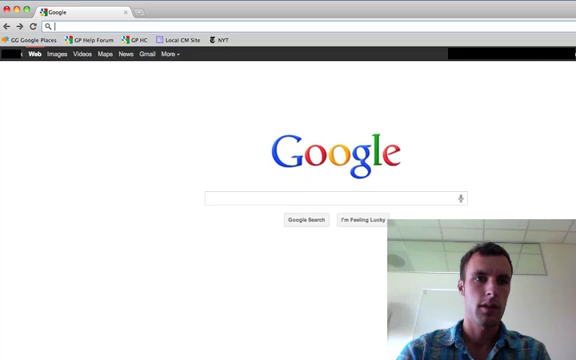 Google
GG Google Places GP Help Forum GP HC Local CM Site NYT
Web Images Videos Maps News Gmail More
Google
Google Search I'm Feeling Lucky